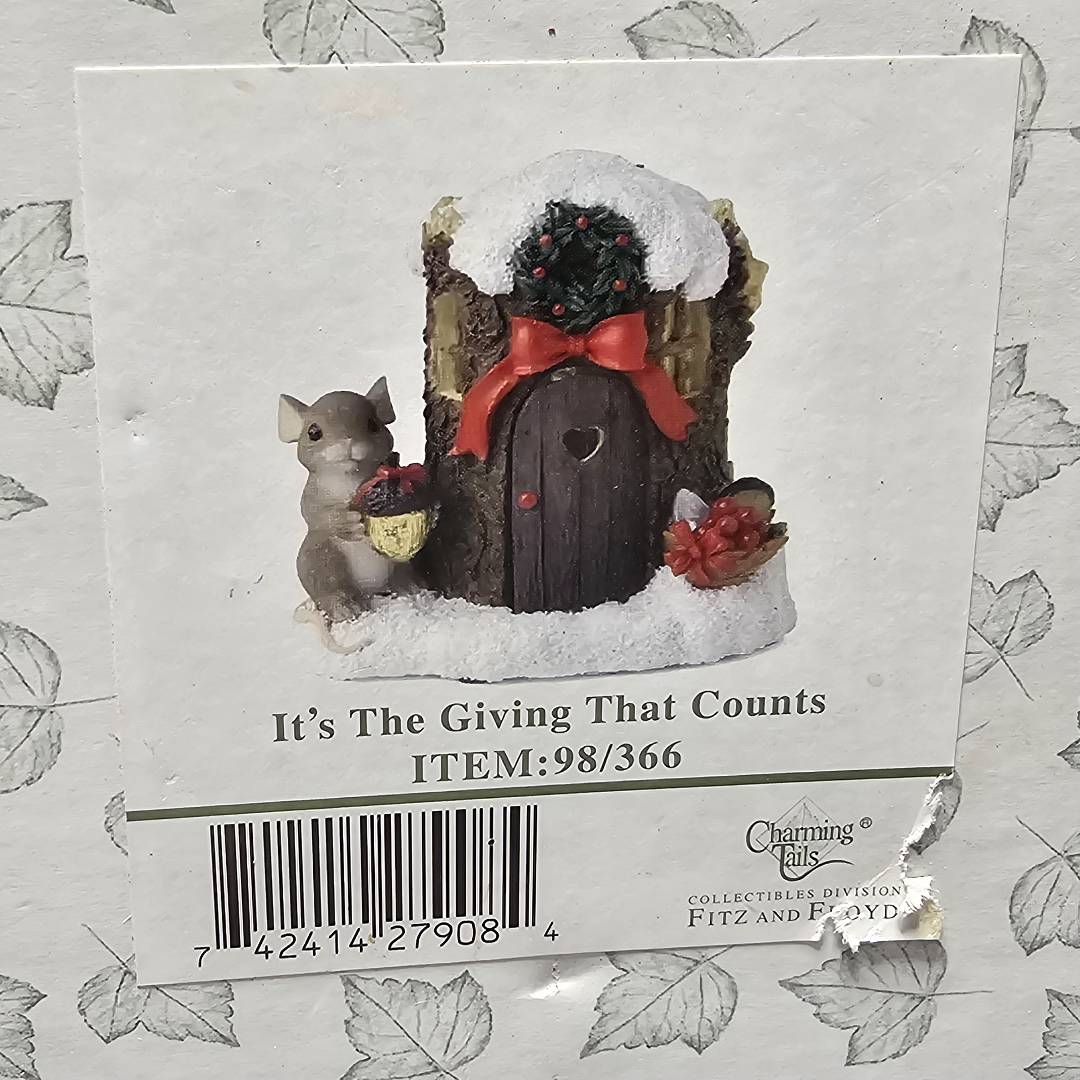 It's The Giving That Counts
ITEM:98/366
7 42414 27908 4
Charming ®
Tails
COLLECTIBLES DIVISION
FITZ AND FLOYD